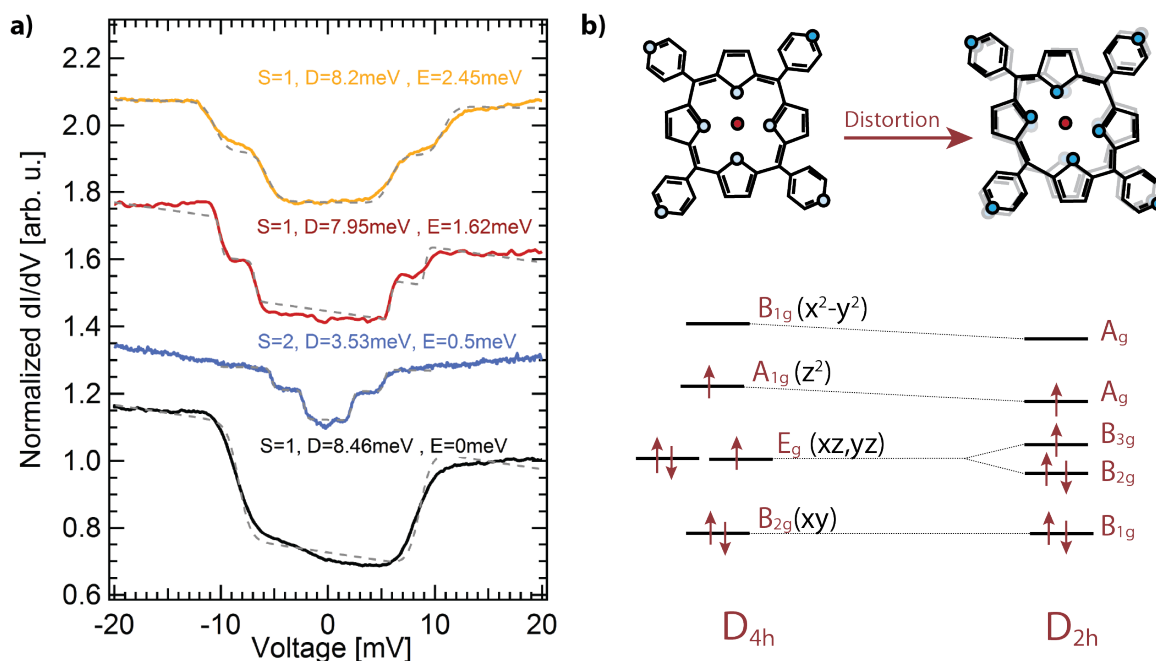 a)
Normalized dI/dV [arb. u.]
2.2
2.0
1.8
1.6
1.4
1.2
1.0
0.8
0.6
S=1, D=8.2meV , E=2.45meV
S=1, D=7.95meV , E=1.62meV
S=2, D=3.53meV, E=0.5meV
S=1, D=8.46meV , E=0meV
-20
-10
0
10
20
Voltage [mV]
b)
Distortion
B1g (x²-y²)
Ag
A1g (z²)
Ag
B3g
Eg (xz,yz)
B2g
B2g(xy)
B1g
D4h
D2h